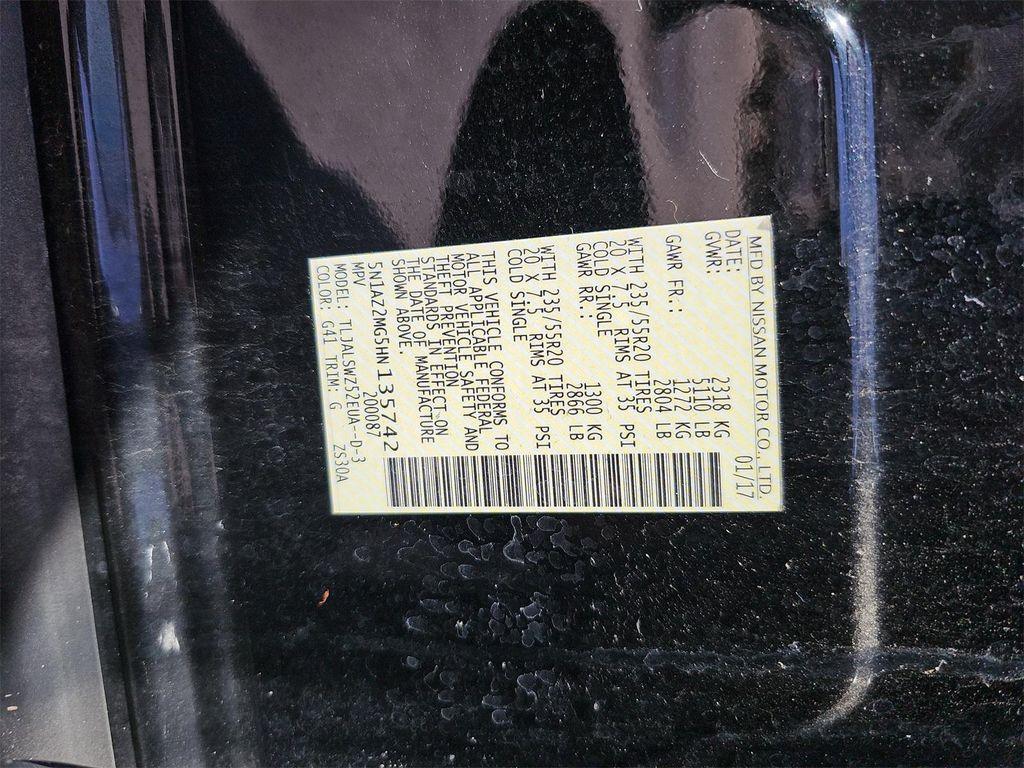 MFD BY NISSAN MOTOR CO., LTD.
DATE: 01/17
GVWR: 2318 KG
5110 LB
GAWR FR.: 1272 KG
2804 LB
WITH 235/55R20 TIRES
20 X 7.5 RIMS AT 35 PSI
COLD SINGLE
GAWR RR.: 1300 KG
2866 LB
WITH 235/55R20 TIRES
20 X 7.5 RIMS AT 35 PSI
COLD SINGLE
THIS VEHICLE CONFORMS TO
ALL APPLICABLE FEDERAL
MOTOR VEHICLE SAFETY AND
THEFT PREVENTION
STANDARDS IN EFFECT ON
THE DATE OF MANUFACTURE
SHOWN ABOVE.
200087
5N1AZ2MG5HN135742
MPV
MODEL: TLJALSWZ52EUA--D-3
COLOR: G41 TRIM: G ZS30A